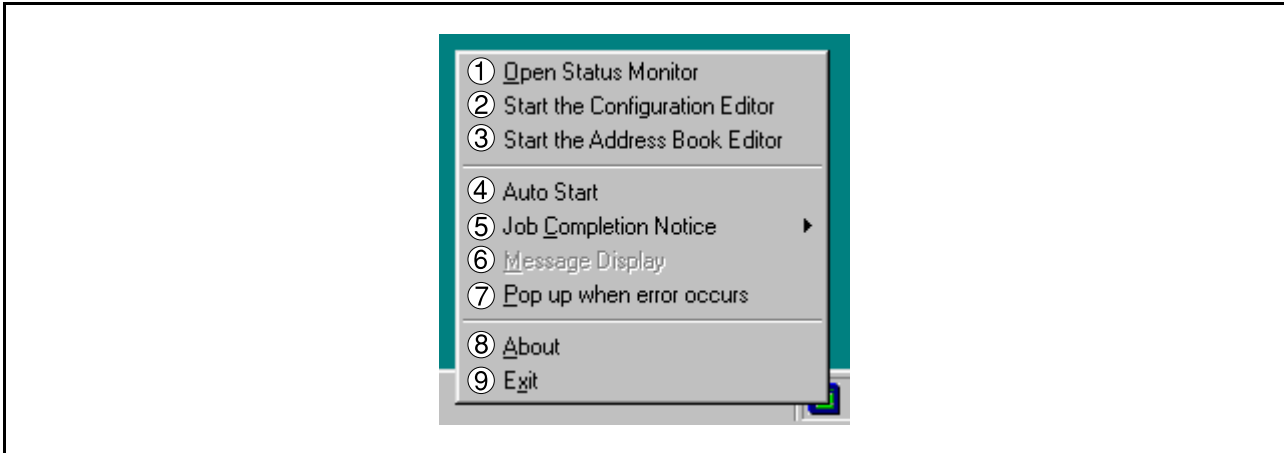 ① Open Status Monitor
② Start the Configuration Editor
③ Start the Address Book Editor
④ Auto Start
⑤ Job Completion Notice
⑥ Message Display
⑦ Pop up when error occurs
⑧ About
⑨ Exit